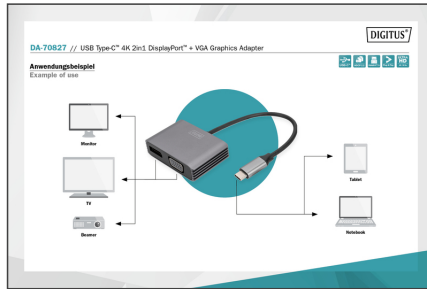 DIGITUS®
DA-70827 // USB Type-C™ 4K 2in1 DisplayPort™ + VGA Graphics Adapter
Anwendungsbeispiel
Example of use
Monitor
TV
Beamer
Tablet
Notebook